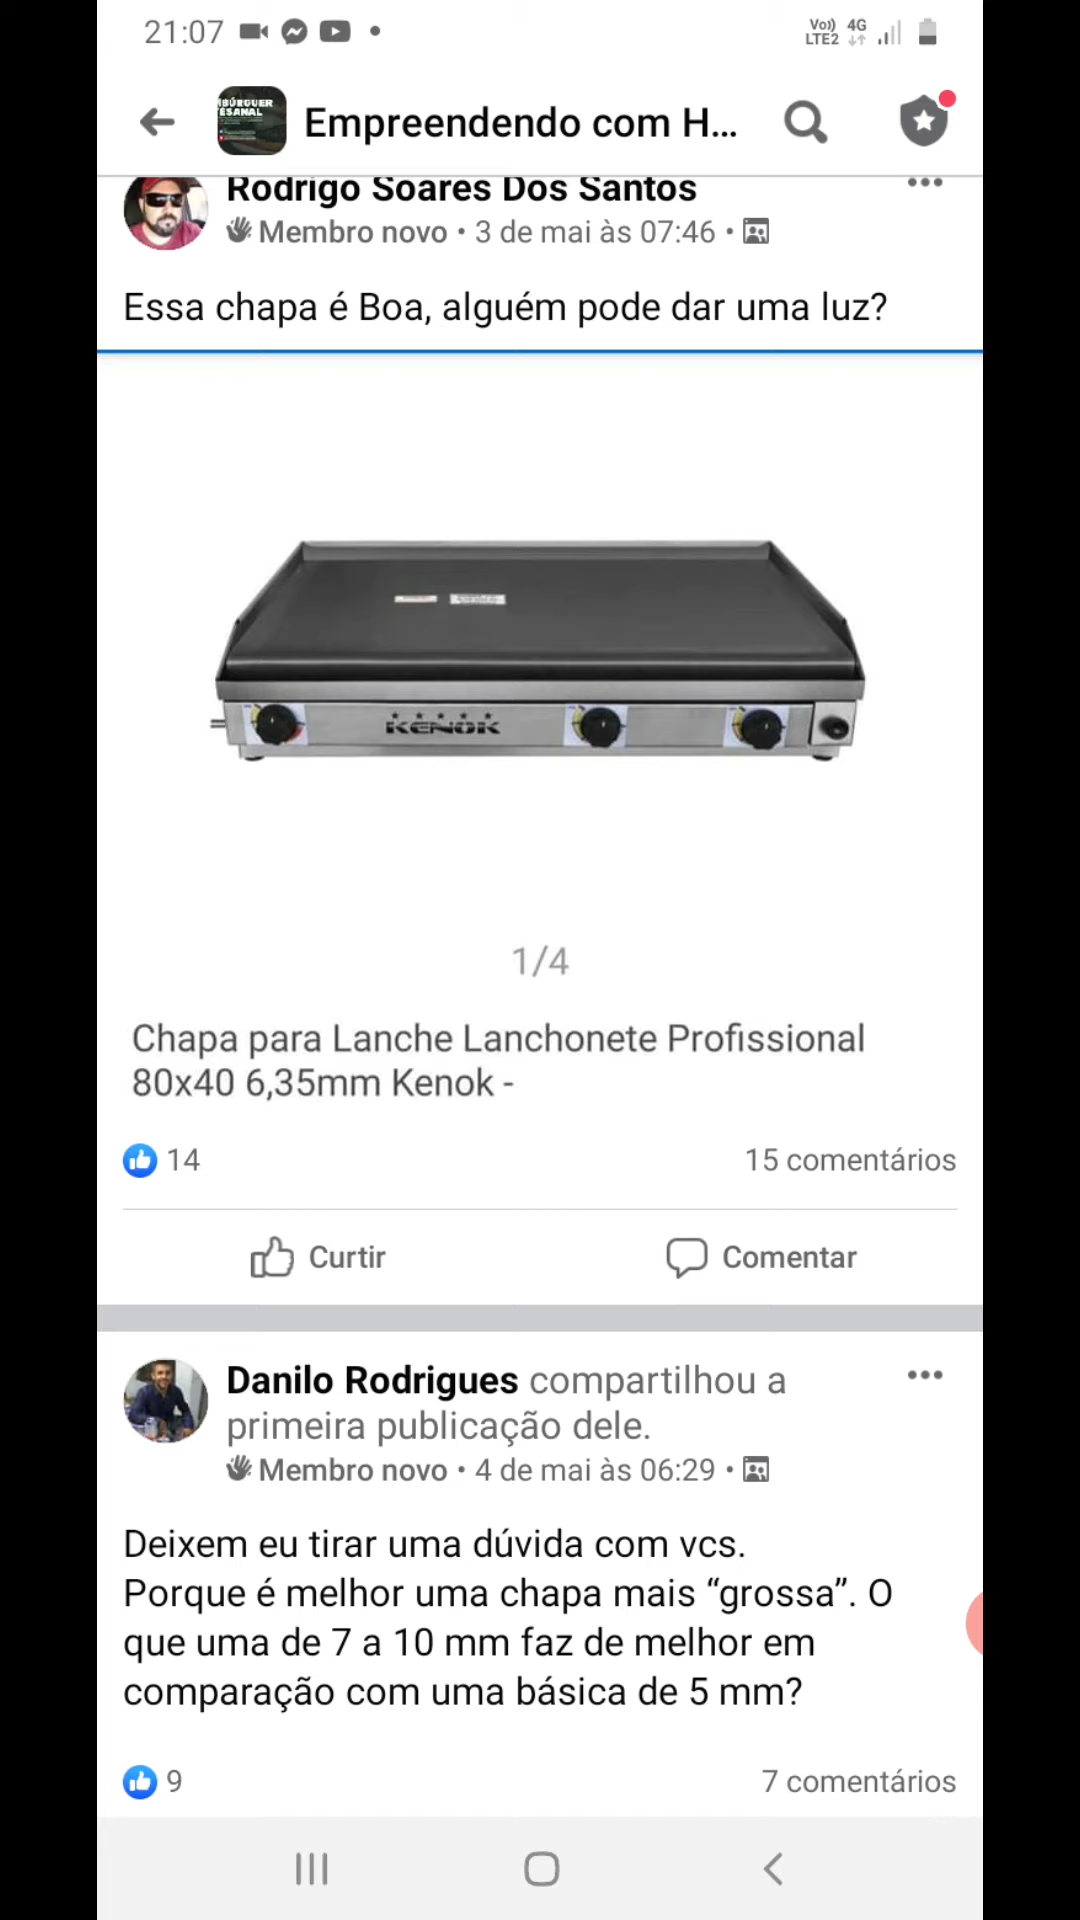 21:07
Vo)) 4G
LTE2
BÚRGUER
ESANAL
Empreendendo com H...
Rodrigo Soares Dos Santos
Membro novo • 3 de mai às 07:46 •
Essa chapa é Boa, alguém pode dar uma luz?
KENOK
1/4
Chapa para Lanche Lanchonete Profissional
80x40 6,35mm Kenok -
14
15 comentários
Curtir
Comentar
Danilo Rodrigues compartilhou a
primeira publicação dele.
Membro novo • 4 de mai às 06:29 •
Deixem eu tirar uma dúvida com vcs.
Porque é melhor uma chapa mais “grossa”. O
que uma de 7 a 10 mm faz de melhor em
comparação com uma básica de 5 mm?
9
7 comentários